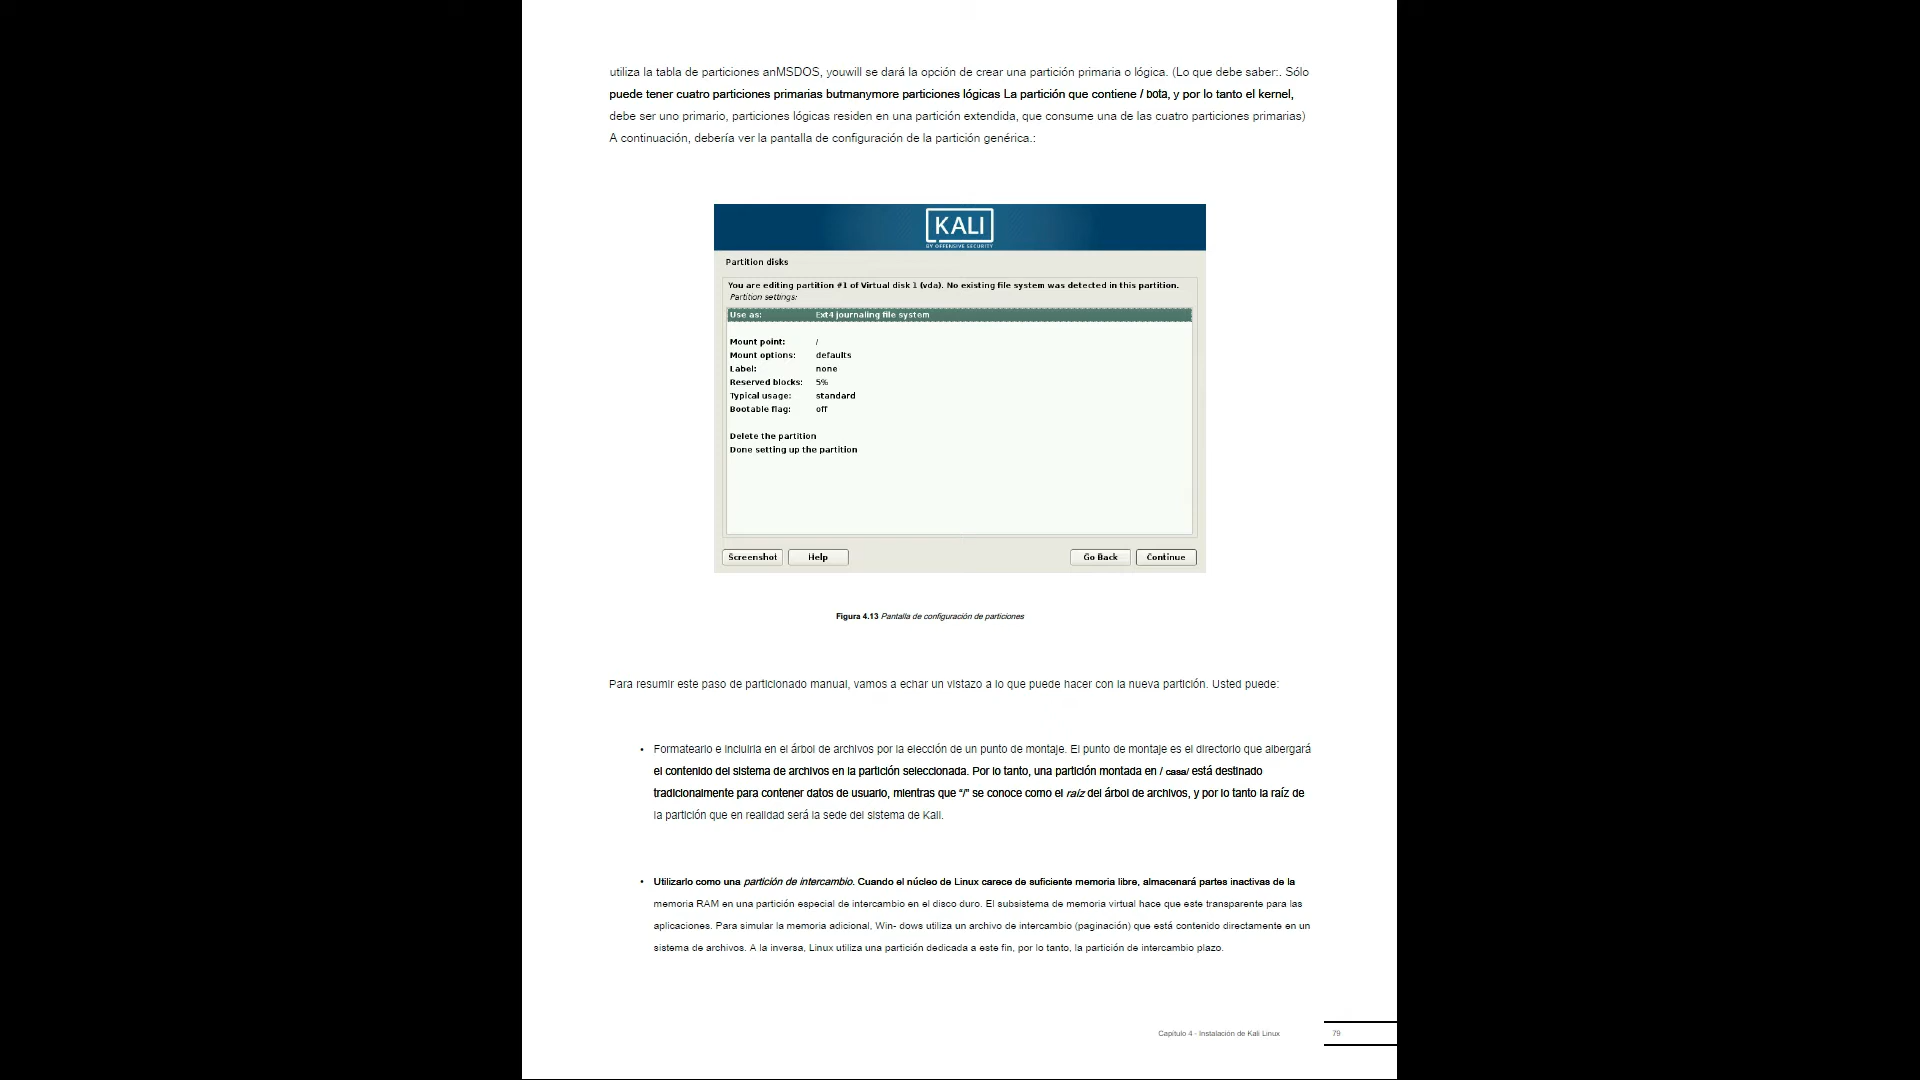 utiliza la tabla de particiones anMSDOS, youwill se dará la opción de crear una partición primaria o lógica. (Lo que debe saber:. Sólo
puede tener cuatro particiones primarias butmanymore particiones lógicas La partición que contiene / bota, y por lo tanto el kernel,
debe ser uno primario, particiones lógicas residen en una partición extendida, que consume una de las cuatro particiones primarias)
A continuación, debería ver la pantalla de configuración de la partición genérica.:
KALI
BY OFFENSIVE SECURITY
Partition disks
You are editing partition #1 of Virtual disk 1 (vda). No existing file system was detected in this partition.
Partition settings:
Use as: Ext4 journaling file system
Mount point: /
Mount options: defaults
Label: none
Reserved blocks: 5%
Typical usage: standard
Bootable flag: off
Delete the partition
Done setting up the partition
Screenshot Help Go Back Continue
Figura 4.13 Pantalla de configuración de particiones
Para resumir este paso de particionado manual, vamos a echar un vistazo a lo que puede hacer con la nueva partición. Usted puede:
• Formatearlo e incluirla en el árbol de archivos por la elección de un punto de montaje. El punto de montaje es el directorio que albergará
el contenido del sistema de archivos en la partición seleccionada. Por lo tanto, una partición montada en / casa/ está destinado
tradicionalmente para contener datos de usuario, mientras que “/” se conoce como el raíz del árbol de archivos, y por lo tanto la raíz de
la partición que en realidad será la sede del sistema de Kali.
• Utilizarlo como una partición de intercambio. Cuando el núcleo de Linux carece de suficiente memoria libre, almacenará partes inactivas de la
memoria RAM en una partición especial de intercambio en el disco duro. El subsistema de memoria virtual hace que este transparente para las
aplicaciones. Para simular la memoria adicional, Win- dows utiliza un archivo de intercambio (paginación) que está contenido directamente en un
sistema de archivos. A la inversa, Linux utiliza una partición dedicada a este fin, por lo tanto, la partición de intercambio plazo.
Capítulo 4 - Instalación de Kali Linux 79